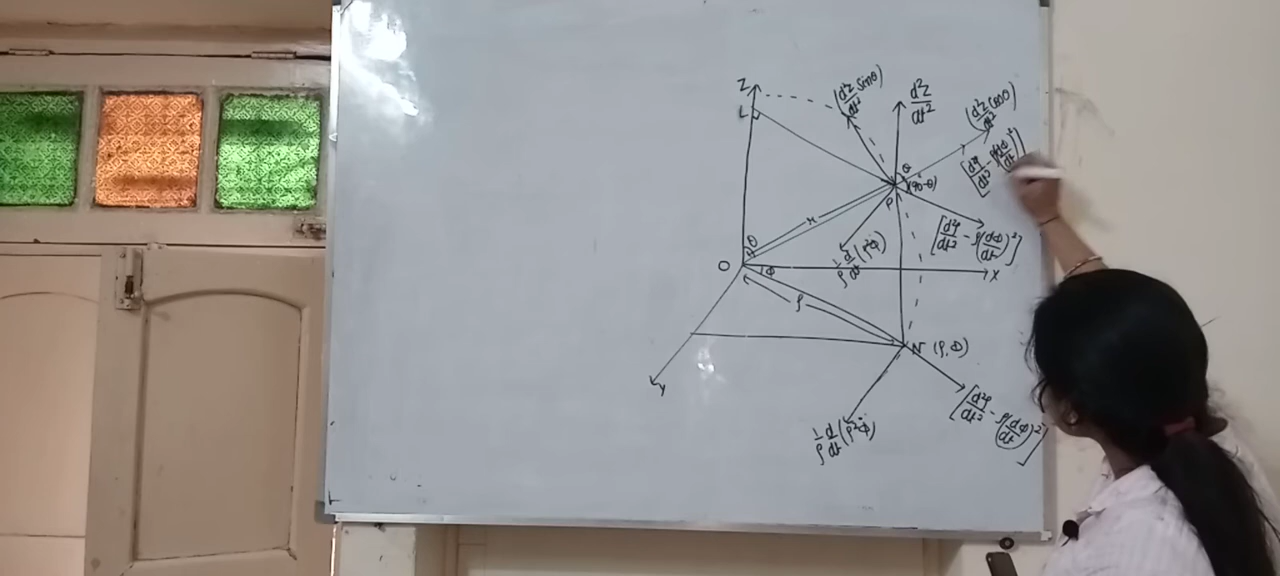 Z
L
(d²z/dt² sinθ)
d²z/dt²
(d²z/dt² cosθ)
θ
(90-θ)
P
[d²ρ/dt² - ρ(dΦ/dt)²]
[d²ρ/dt² - ρ(dΦ/dt)²]
r
θ
1/ρ d/dt(ρ²Φ̇)
O
Φ
X
ρ
N (ρ,Φ)
Y
[d²ρ/dt² - ρ(dΦ/dt)²]
1/ρ d/dt(ρ²Φ̇)